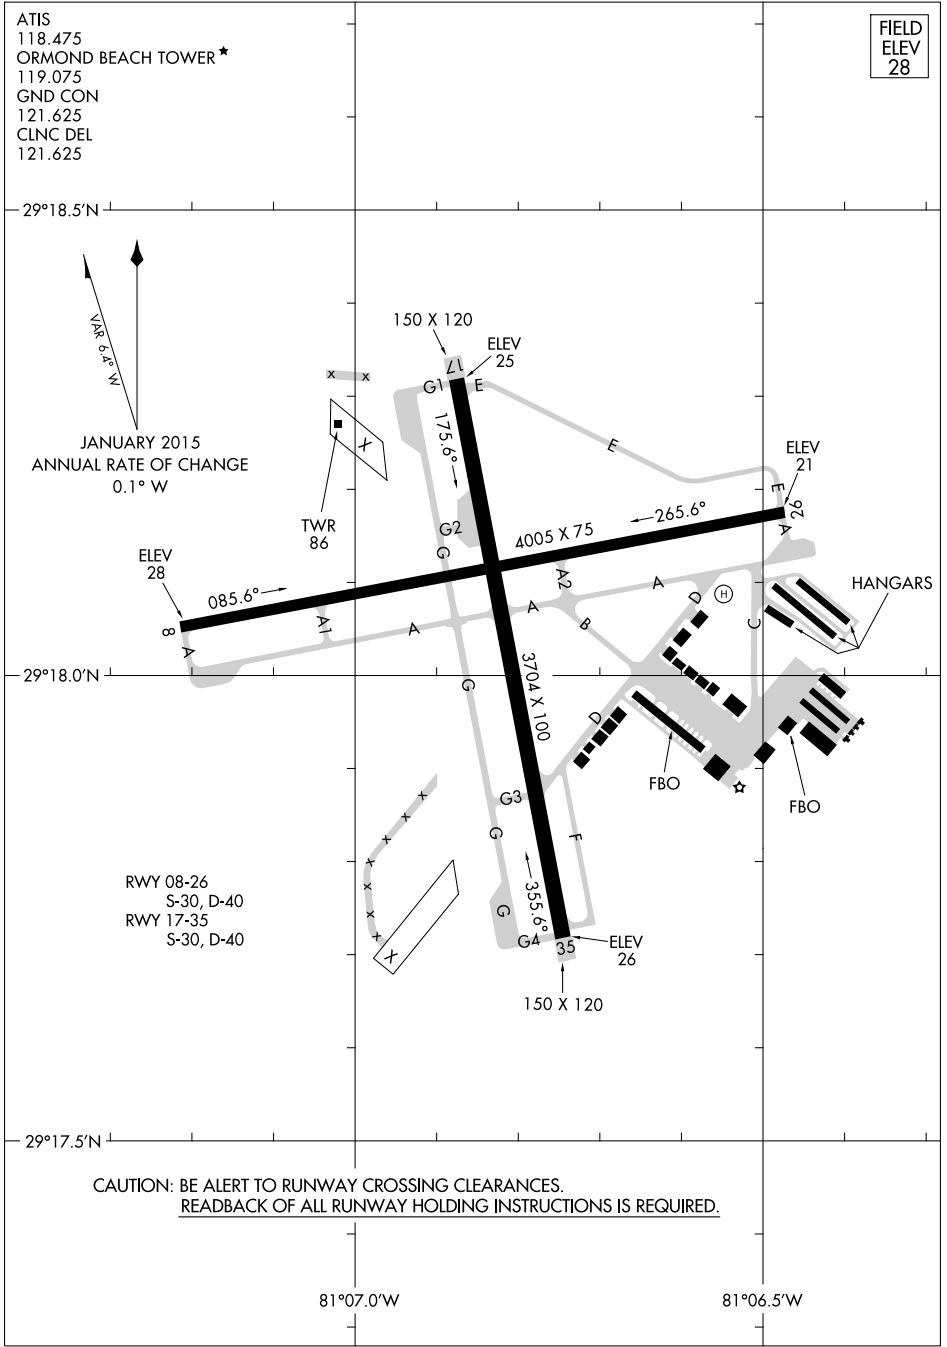 ATIS
118.475
ORMOND BEACH TOWER★
119.075
GND CON
121.625
CLNC DEL
121.625
FIELD
ELEV
28
29°18.5'N
VAR 6.4° W
JANUARY 2015
ANNUAL RATE OF CHANGE
0.1° W
150 X 120
17
ELEV
25
G1
E
X
X
175.6°
X
TWR
86
E
ELEV
21
E
26
A
G2
G
4005 X 75
265.6°
ELEV
28
085.6°
8
A
A1
A
A2
A
A
B
D
H
C
HANGARS
29°18.0'N
G
3704 X 100
D
FBO
FBO
G3
G
F
X
X
X
X
X
X
X
X
RWY 08-26
S-30, D-40
RWY 17-35
S-30, D-40
355.6°
G
G4
35
ELEV
26
150 X 120
29°17.5'N
CAUTION: BE ALERT TO RUNWAY CROSSING CLEARANCES.
READBACK OF ALL RUNWAY HOLDING INSTRUCTIONS IS REQUIRED.
81°07.0'W
81°06.5'W